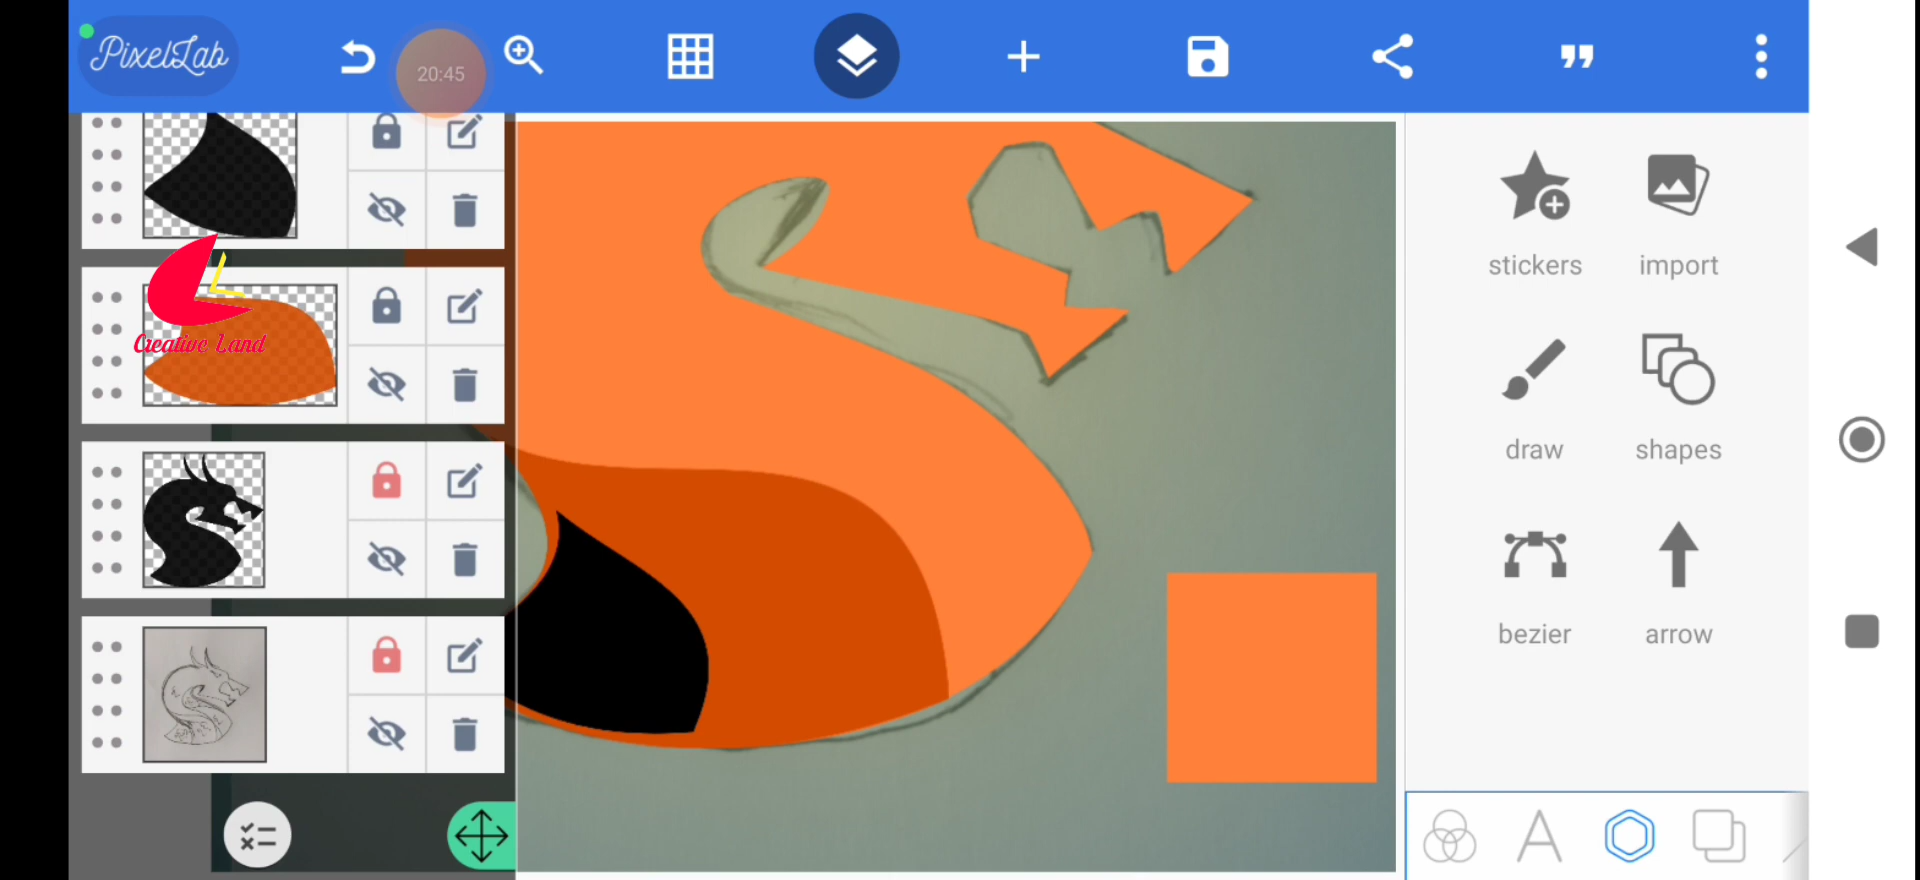 PixelLab
20:45
Creative Land
stickers
import
draw
shapes
bezier
arrow